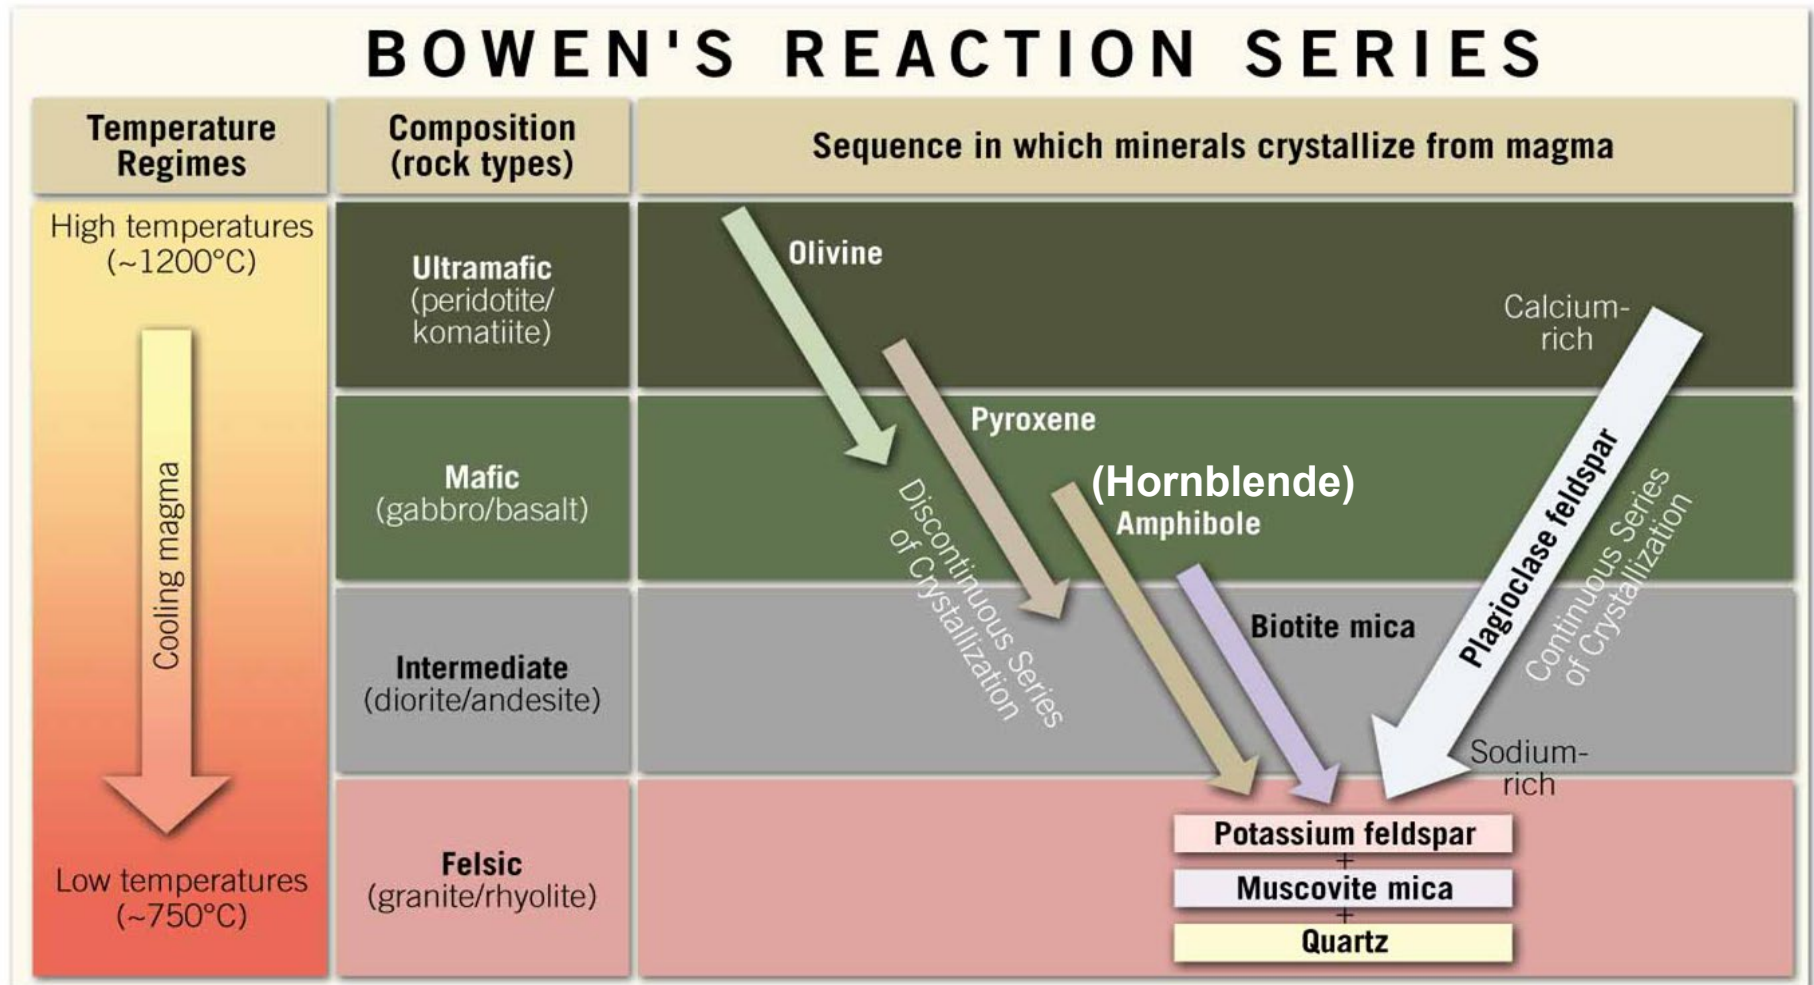 BOWEN'S REACTION SERIES
Temperature
Regimes
Composition
(rock types)
Sequence in which minerals crystallize from magma
High temperatures
(~1200°C)
Cooling magma
Low temperatures
(~750°C)
Ultramafic
(peridotite/
komatiite)
Mafic
(gabbro/basalt)
Intermediate
(diorite/andesite)
Felsic
(granite/rhyolite)
Olivine
Pyroxene
(Hornblende)
Amphibole
Biotite mica
Discontinuous Series
of Crystallization
Calcium-
rich
Plagioclase feldspar
Continuous Series
of Crystallization
Sodium-
rich
Potassium feldspar
+
Muscovite mica
+
Quartz